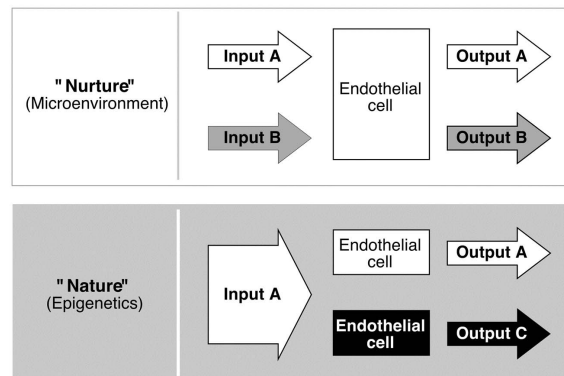 "Nurture"
(Microenvironment)
Input A
Endothelial
cell
Output A
Input B
Output B
"Nature"
(Epigenetics)
Input A
Endothelial
cell
Output A
Endothelial
cell
Output C